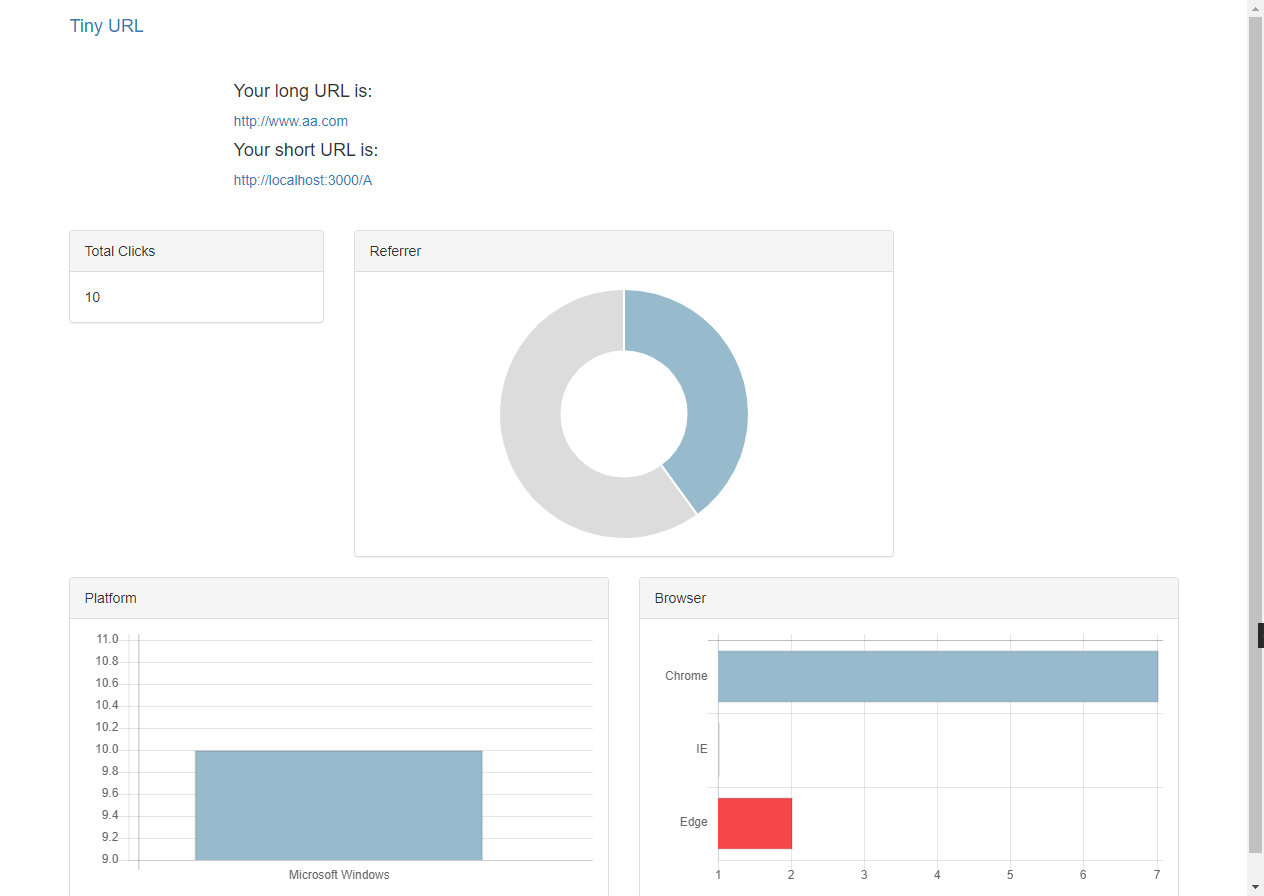 Tiny URL
Your long URL is:
http://www.aa.com
Your short URL is:
http://localhost:3000/A
Total Clicks
10
Referrer
Platform
11.0
10.8
10.6
10.4
10.2
10.0
9.8
9.6
9.4
9.2
9.0
Microsoft Windows
Browser
Chrome
IE
Edge
1 2 3 4 5 6 7